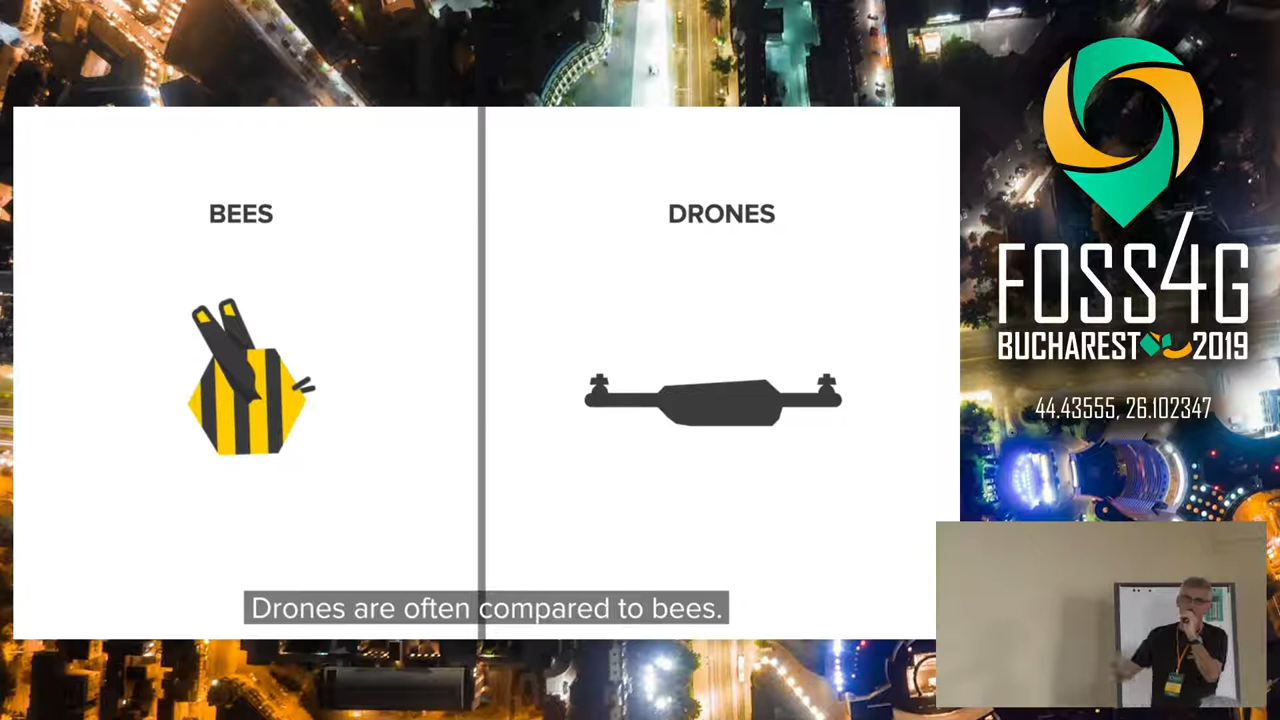 BEES
DRONES
Drones are often compared to bees.
FOSS4G
BUCHAREST 2019
44.43555, 26.102347